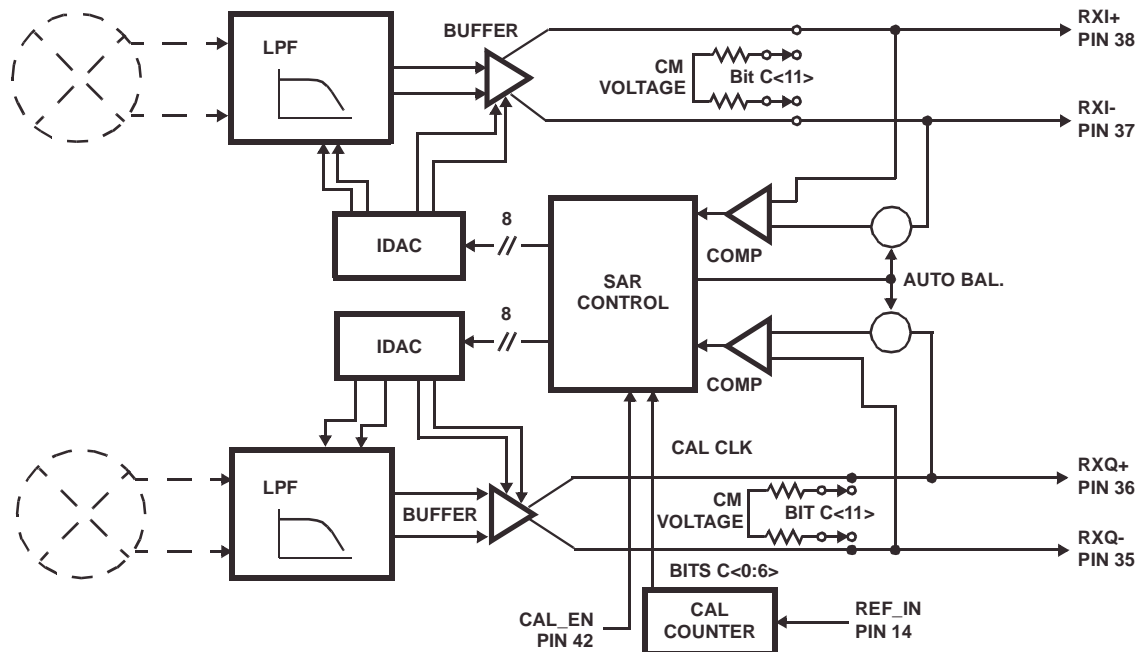 LPF
BUFFER
CM
VOLTAGE
Bit C<11>
RXI+
PIN 38
RXI-
PIN 37
IDAC
8
SAR
CONTROL
COMP
AUTO BAL.
IDAC
8
COMP
CAL CLK
LPF
BUFFER
CM
VOLTAGE
BIT C<11>
RXQ+
PIN 36
RXQ-
PIN 35
BITS C<0:6>
CAL_EN
PIN 42
CAL
COUNTER
REF_IN
PIN 14